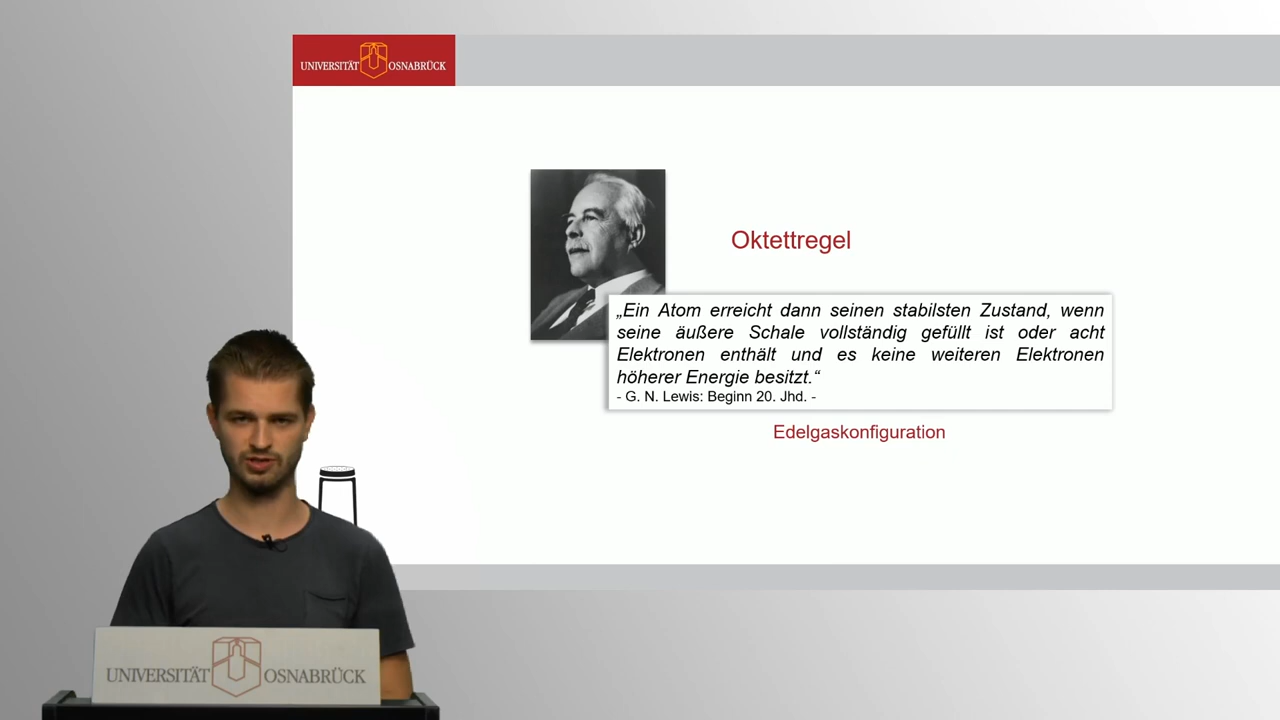 UNIVERSITÄT OSNABRÜCK
Oktettregel
„Ein Atom erreicht dann seinen stabilsten Zustand, wenn
seine äußere Schale vollständig gefüllt ist oder acht
Elektronen enthält und es keine weiteren Elektronen
höherer Energie besitzt.“
- G. N. Lewis: Beginn 20. Jhd. -
Edelgaskonfiguration
UNIVERSITÄT OSNABRÜCK